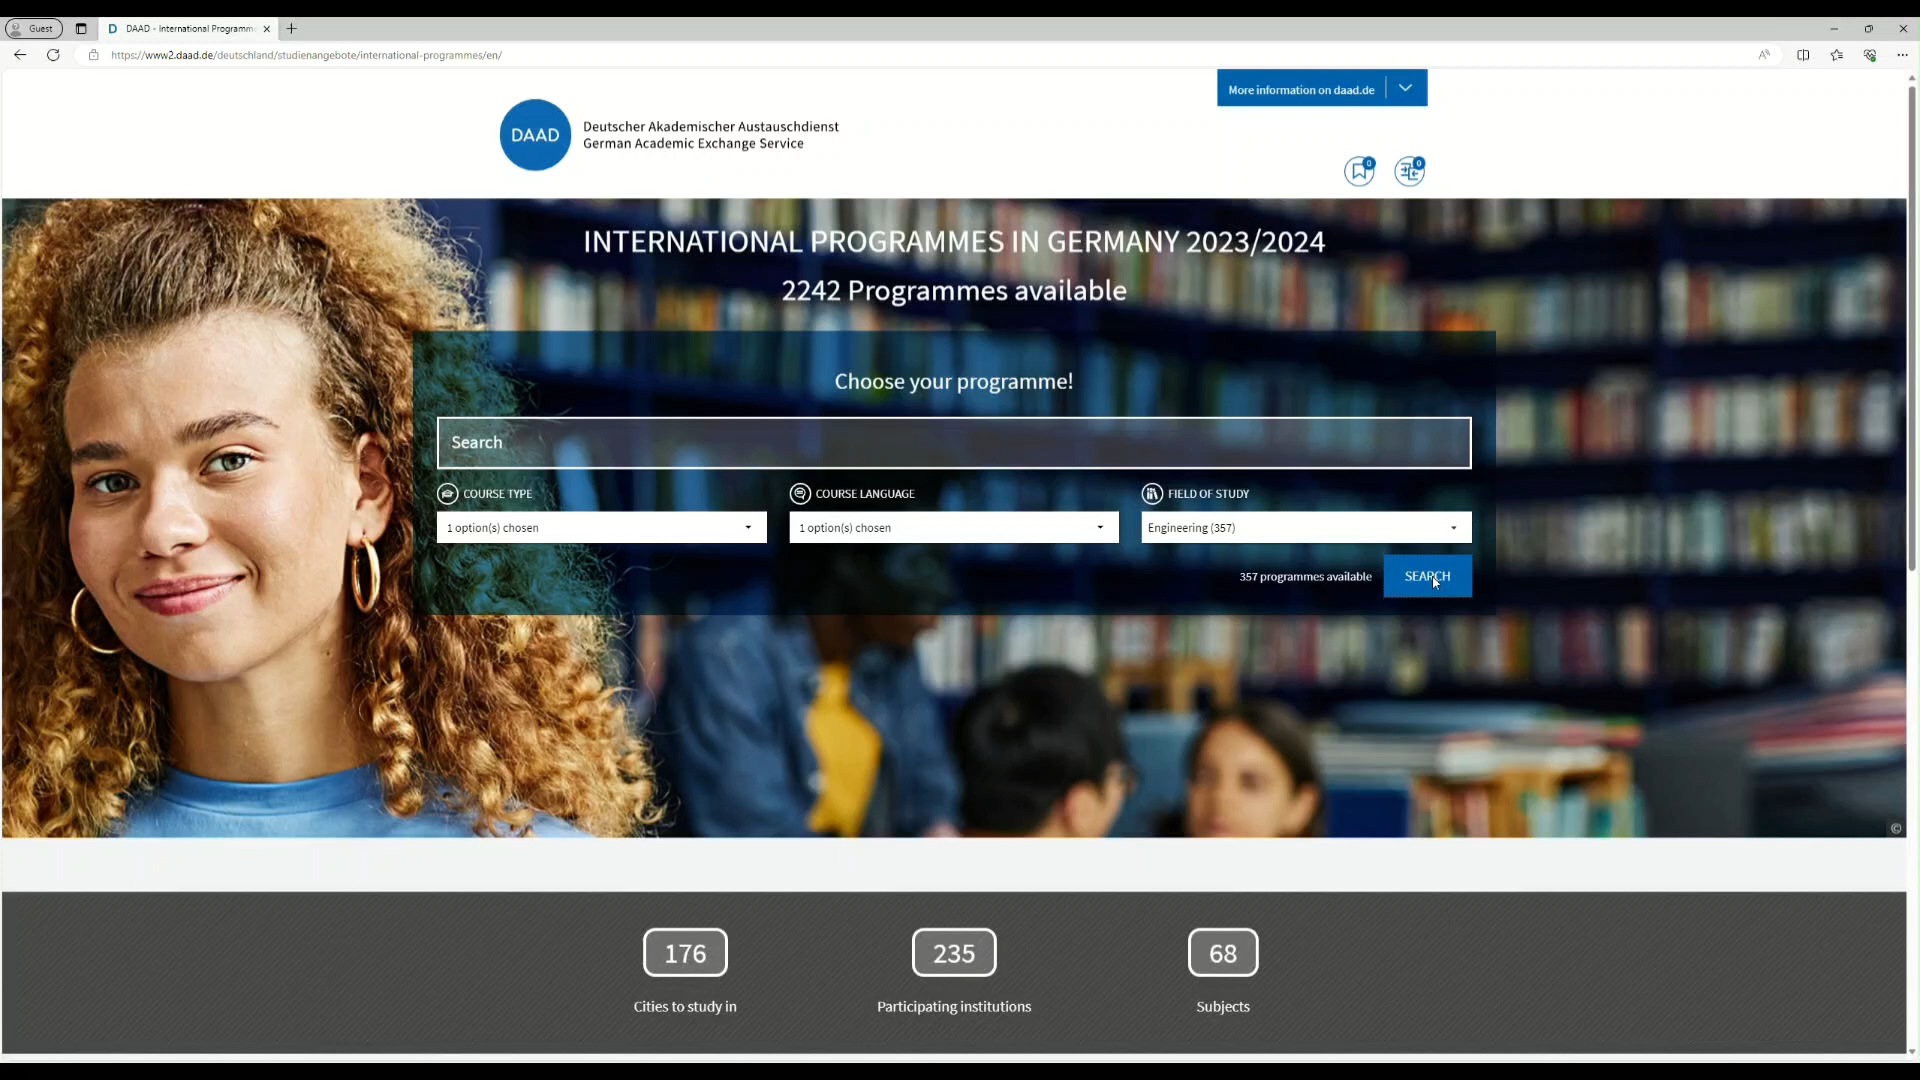 Guest
DAAD - International Programm
https://www2.daad.de/deutschland/studienangebote/international-programmes/en/
More information on daad.de
DAAD
Deutscher Akademischer Austauschdienst
German Academic Exchange Service
0
0
INTERNATIONAL PROGRAMMES IN GERMANY 2023/2024
2242 Programmes available
Choose your programme!
Search
COURSE TYPE
COURSE LANGUAGE
FIELD OF STUDY
1 option(s) chosen
1 option(s) chosen
Engineering (357)
357 programmes available
SEARCH
©
176
235
68
Cities to study in
Participating institutions
Subjects